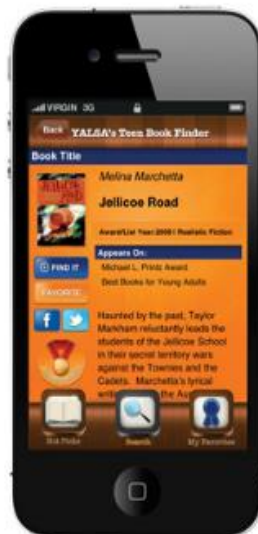 VIRGIN 3G
Back
YALSA's Teen Book Finder
Book Title
JELLICOE
ROAD
Melina Marchetta
Jellicoe Road
Award/List Year:2009 | Realistic Fiction
FIND IT
Appears On:
Michael L. Printz Award
Best Books for Young Adults
FAVORITE
f
Haunted by the past, Taylor
Markham reluctantly leads the
students of the Jellicoe School
in their secret territory wars
against the Townies and the
Cadets. Marchetta's lyrical
the
Hot Picks
Search
My Favorites